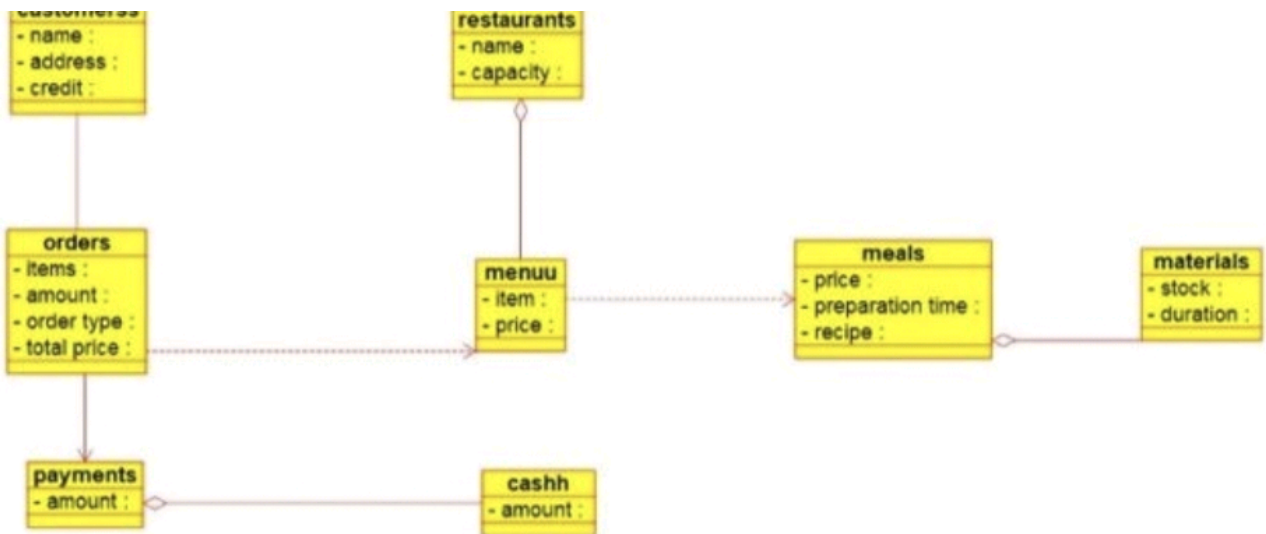 customerss
- name :
- address :
- credit :
restaurants
- name :
- capacity :
orders
- items :
- amount :
- order type :
- total price :
menuu
- item :
- price :
meals
- price :
- preparation time :
- recipe :
materials
- stock :
- duration :
payments
- amount :
cashh
- amount :